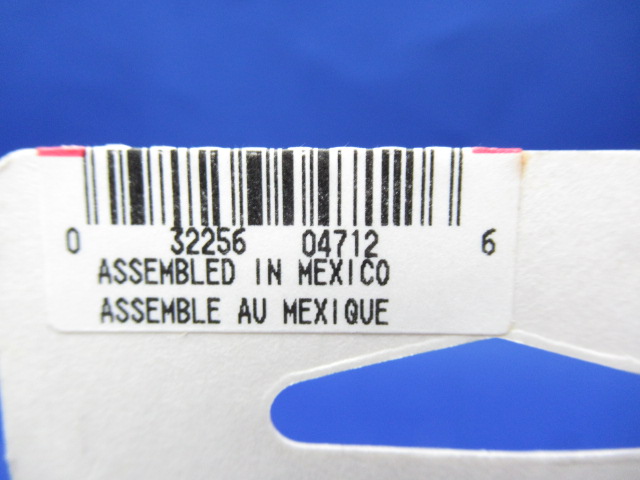 0 32256 04712 6
ASSEMBLED IN MEXICO
ASSEMBLE AU MEXIQUE